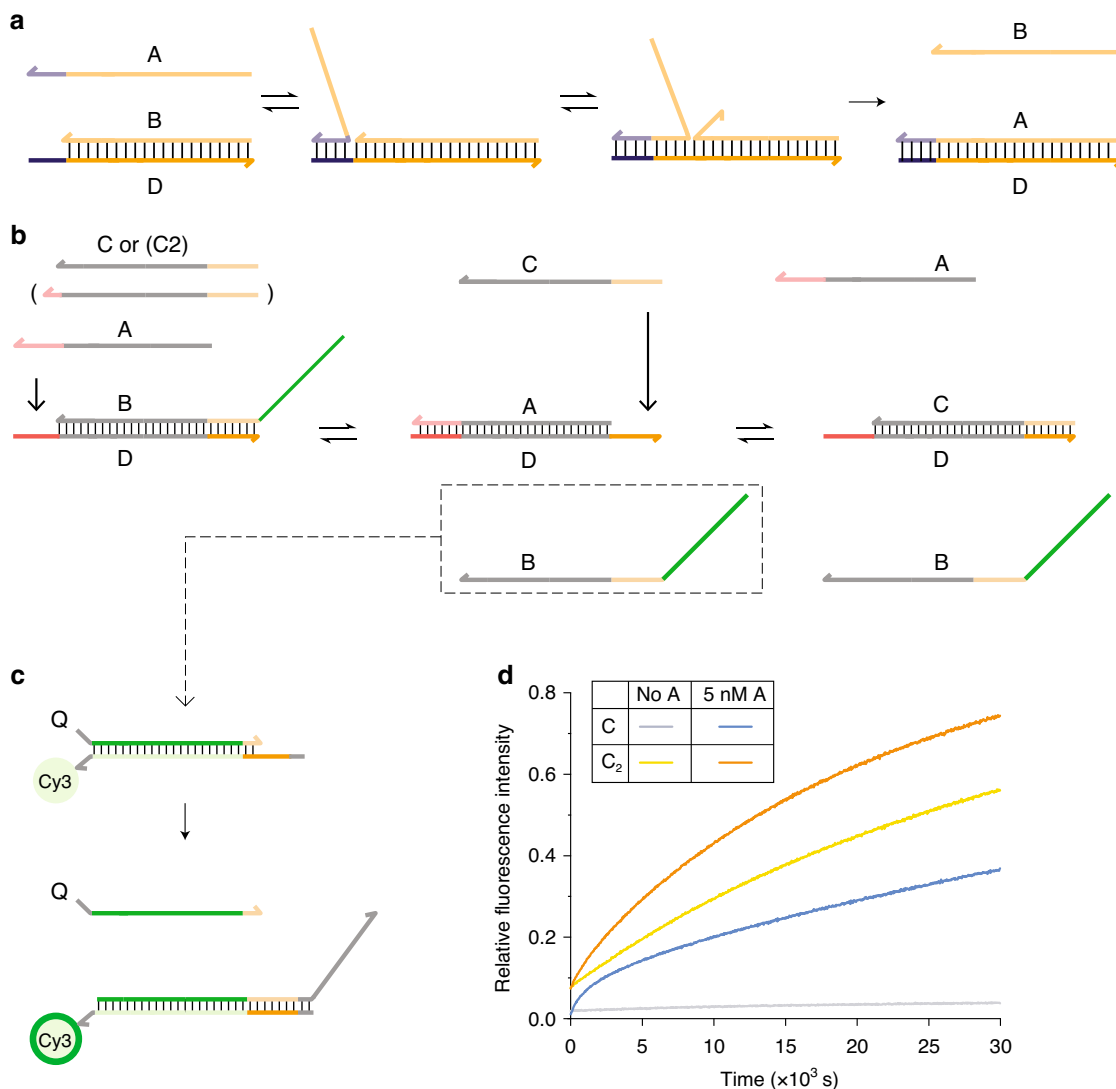 a
A
B
D
B
A
D
b
C or (C2)
( )
A
B
D
C
A
D
B
A
C
D
B
c
Q
Cy3
Q
Cy3
d
No A 5 nM A
C
C₂
Relative fluorescence intensity
0.8
0.6
0.4
0.2
0.0
0 5 10 15 20 25 30
Time (×10³ s)